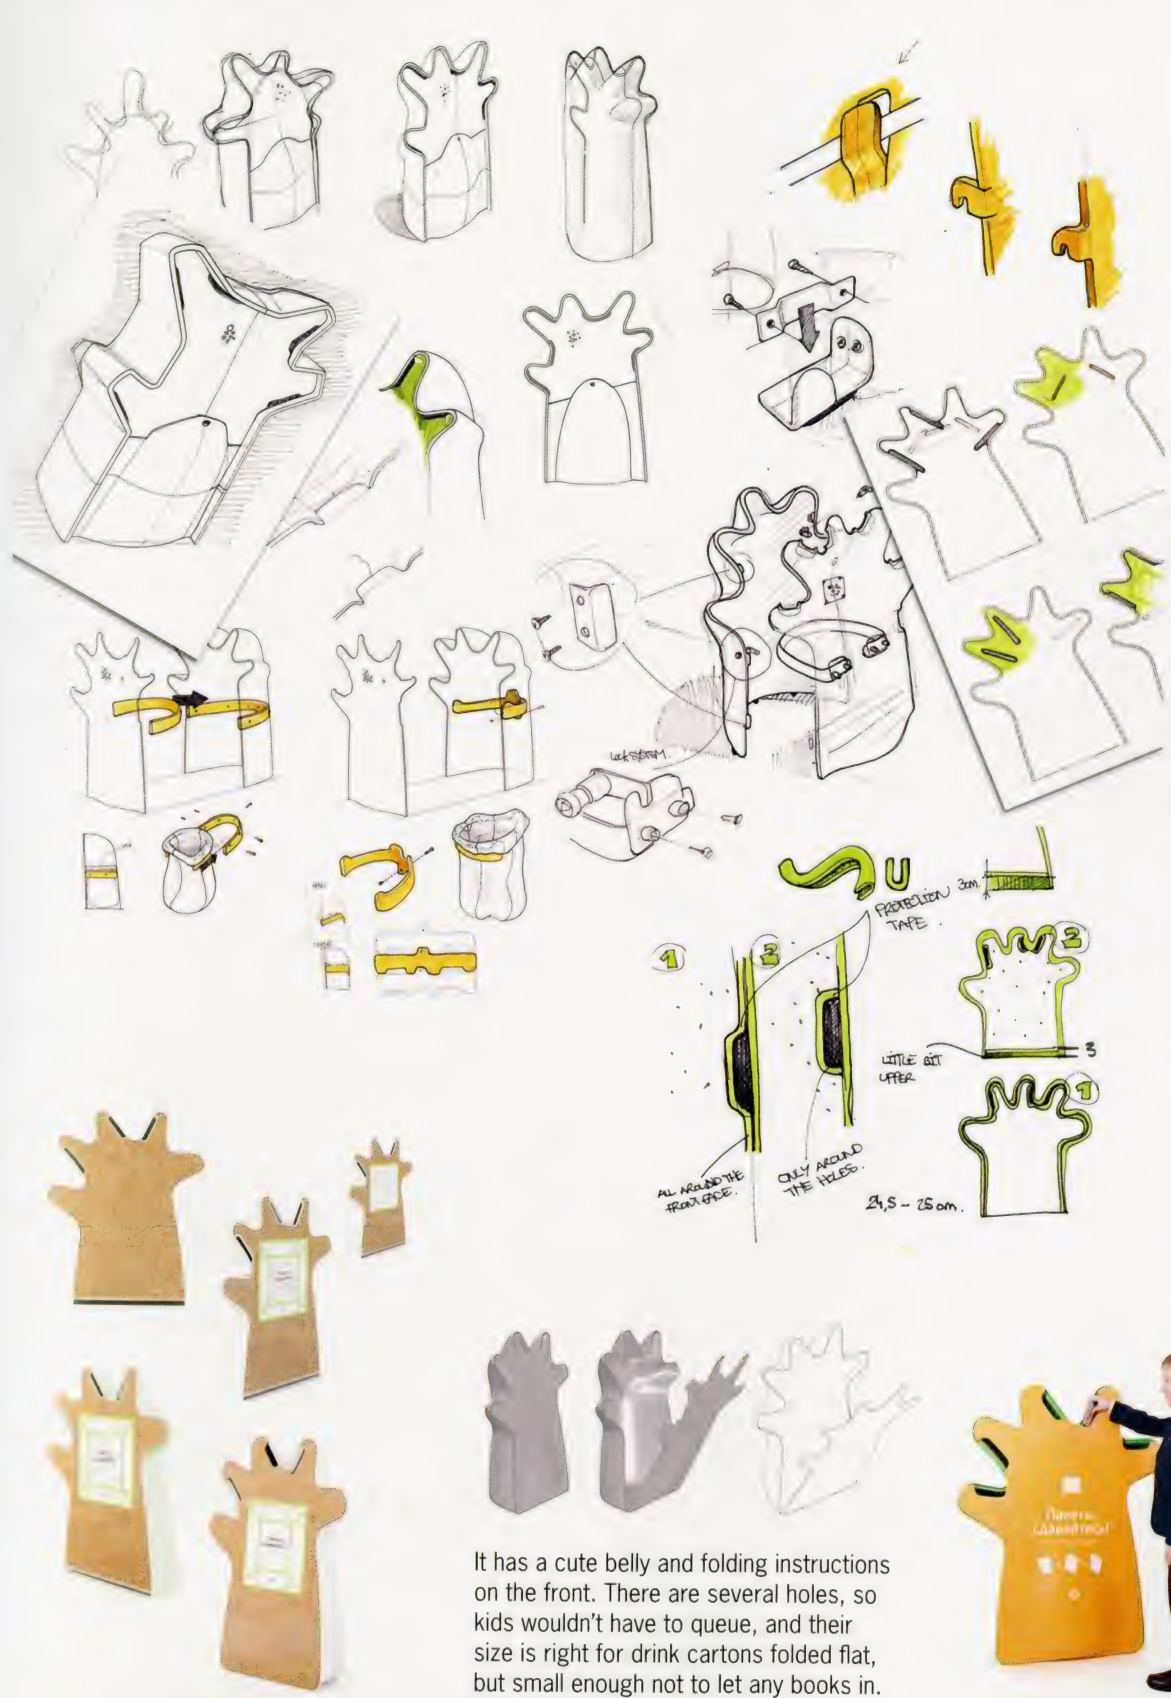 LOCK SYSTEM.
PROTECTION
TAPE.
3cm.
1
2
2
LITTLE BIT
UPPER
3
1
ALL AROUND THE
FRONT FACE.
ONLY AROUND
THE HOLES.
24,5 - 25 cm.
Пакеты,
сдавайтесь!
It has a cute belly and folding instructions
on the front. There are several holes, so
kids wouldn't have to queue, and their
size is right for drink cartons folded flat,
but small enough not to let any books in.